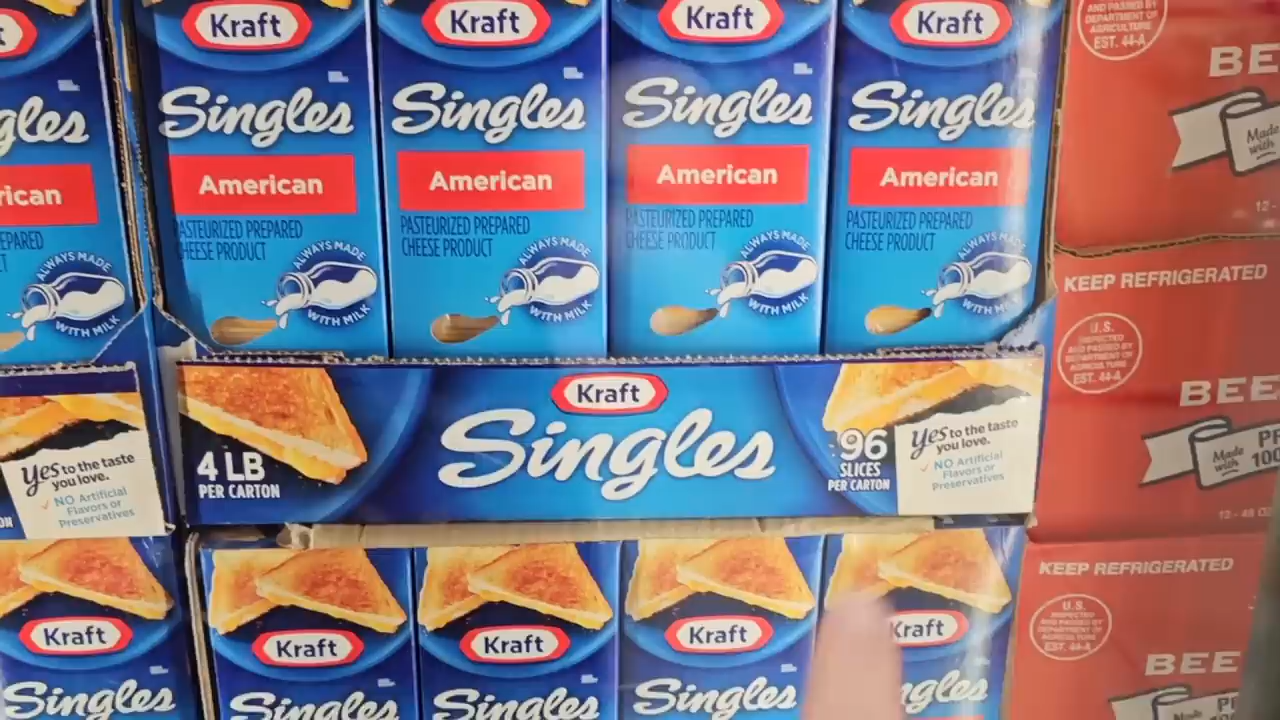 Kraft
Singles
American
PASTEURIZED PREPARED
CHEESE PRODUCT
ALWAYS MADE
WITH MILK
Kraft
Singles
American
PASTEURIZED PREPARED
CHEESE PRODUCT
ALWAYS MADE
WITH MILK
Kraft
Singles
American
PASTEURIZED PREPARED
CHEESE PRODUCT
ALWAYS MADE
WITH MILK
Kraft
Singles
American
PASTEURIZED PREPARED
CHEESE PRODUCT
ALWAYS MADE
WITH MILK
ALWAYS MADE
WITH MILK
AND PASSED BY
DEPARTMENT OF
AGRICULTURE
EST. 44-A
Made
with
KEEP REFRIGERATED
U.S.
INSPECTED
AND PASSED BY
DEPARTMENT OF
AGRICULTURE
EST. 44-A
Made
with
12 - 48
yes to the taste
you love.
NO Artificial
Flavors or
Preservatives
4 LB
PER CARTON
Kraft
Singles
96
SLICES
PER CARTON
yes to the taste
you love.
NO Artificial
Flavors or
Preservatives
KEEP REFRIGERATED
U.S.
INSPECTED
AND PASSED BY
DEPARTMENT OF
AGRICULTURE
EST. 44-A
Kraft
Singles
Kraft
Singles
Kraft
Singles
Kraft
Singles
Kraft